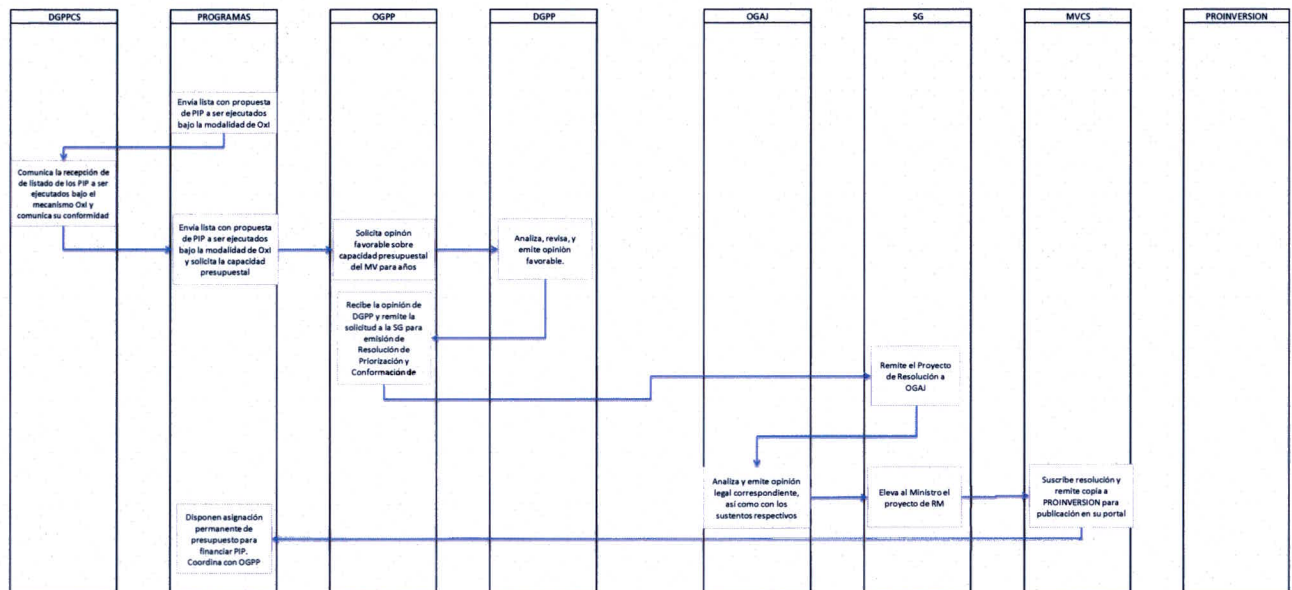 DGPPCS
PROGRAMAS
OGPP
DGPP
OGAJ
SG
MVCS
PROINVERSION
Envía lista con propuesta
de PIP a ser ejecutados
bajo la modalidad de OxI
Comunica la recepción de
de listado de los PIP a ser
ejecutados bajo el
mecanismo OxI y
comunica su conformidad
Envía lista con propuesta
de PIP a ser ejecutados
bajo la modalidad de OxI
y solicita la capacidad
presupuestal
Solicita opinón
favorable sobre
capacidad presupuestal
del MV para años
Analiza, revisa, y
emite opinión
favorable.
Recibe la opinión de
DGPP y remite la
solicitud a la SG para
emisión de
Resolución de
Priorización y
Conformación de
Remite el Proyecto
de Resolución a
OGAJ
Analiza y emite opinión
legal correspondiente,
así como con los
sustentos respectivos
Eleva al Ministro el
proyecto de RM
Suscribe resolución y
remite copia a
PROINVERSION para
publicación en su portal
Disponen asignación
permanente de
presupuesto para
financiar PIP.
Coordina con OGPP